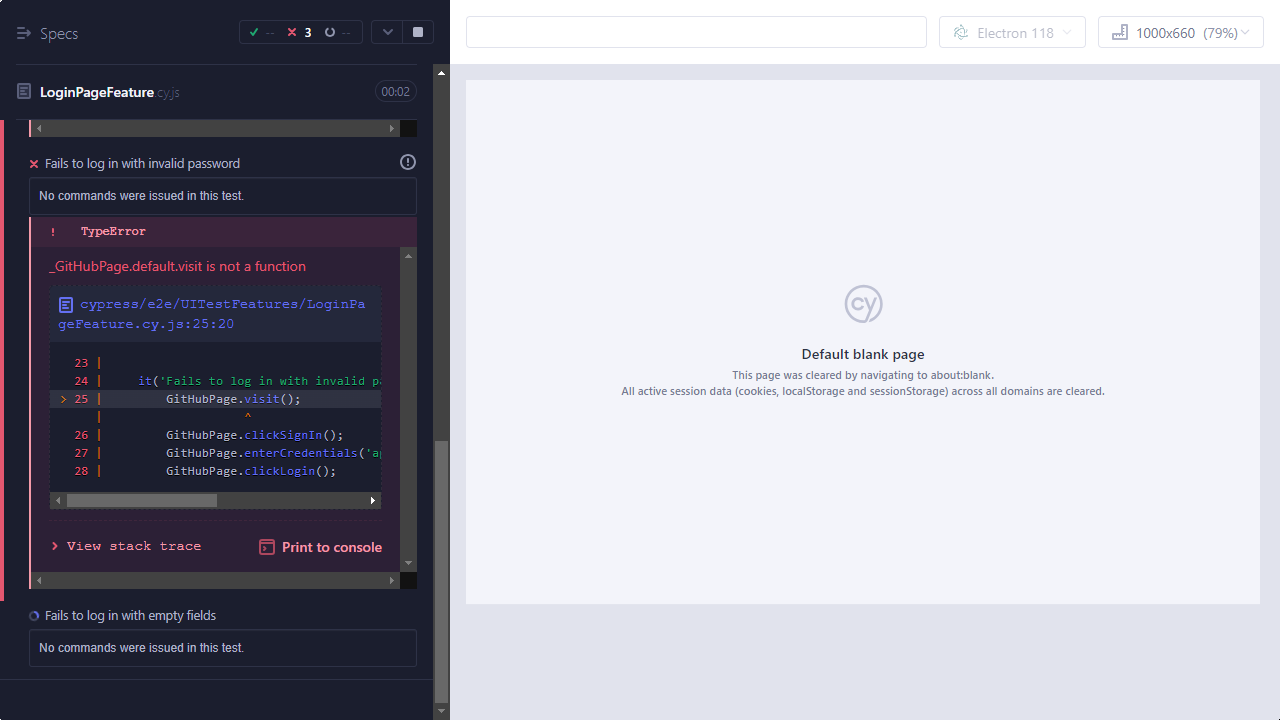 Specs
-- 3 --
Electron 118
1000x660 (79%)
LoginPageFeature.cy.js
00:02
Fails to log in with invalid password
No commands were issued in this test.
! TypeError
_GitHubPage.default.visit is not a function
cypress/e2e/UITestFeatures/LoginPa
geFeature.cy.js:25:20
23 |
24 | it('Fails to log in with invalid pa
> 25 | GitHubPage.visit();
| ^
26 | GitHubPage.clickSignIn();
27 | GitHubPage.enterCredentials('ap
28 | GitHubPage.clickLogin();
> View stack trace
Print to console
Fails to log in with empty fields
No commands were issued in this test.
cy
Default blank page
This page was cleared by navigating to about:blank.
All active session data (cookies, localStorage and sessionStorage) across all domains are cleared.